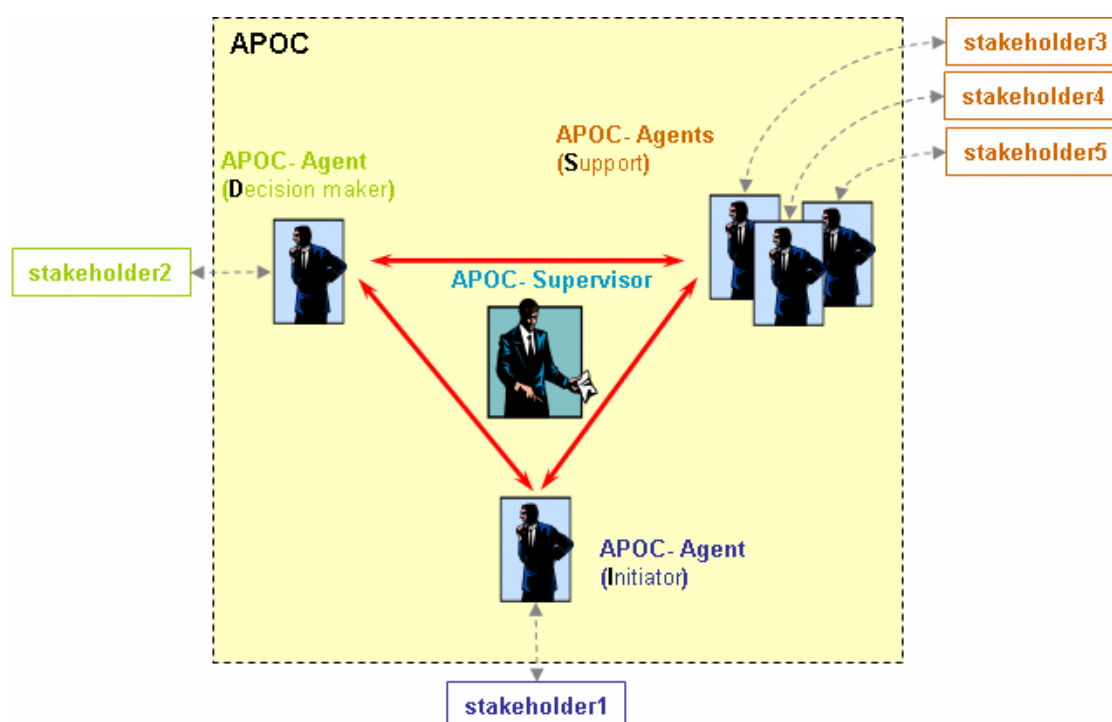 APOC
stakeholder3
stakeholder4
stakeholder5
APOC- Agents
(Support)
APOC- Agent
(Decision maker)
stakeholder2
APOC- Supervisor
APOC- Agent
(Initiator)
stakeholder1